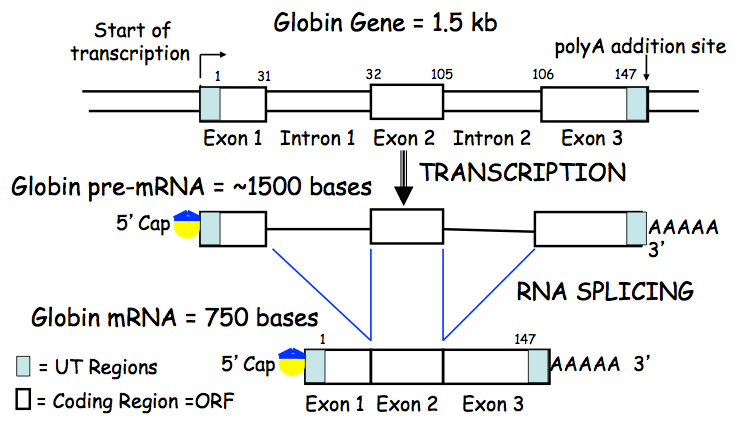 Globin Gene = 1.5 kb
Start of
transcription
polyA addition site
1 31 32 105 106 147
Exon 1 Intron 1 Exon 2 Intron 2 Exon 3
TRANSCRIPTION
Globin pre-mRNA = ~1500 bases
5' Cap
AAAAA
3'
RNA SPLICING
Globin mRNA = 750 bases
1 147
5' Cap
AAAAA 3'
= UT Regions
= Coding Region =ORF
Exon 1 Exon 2 Exon 3